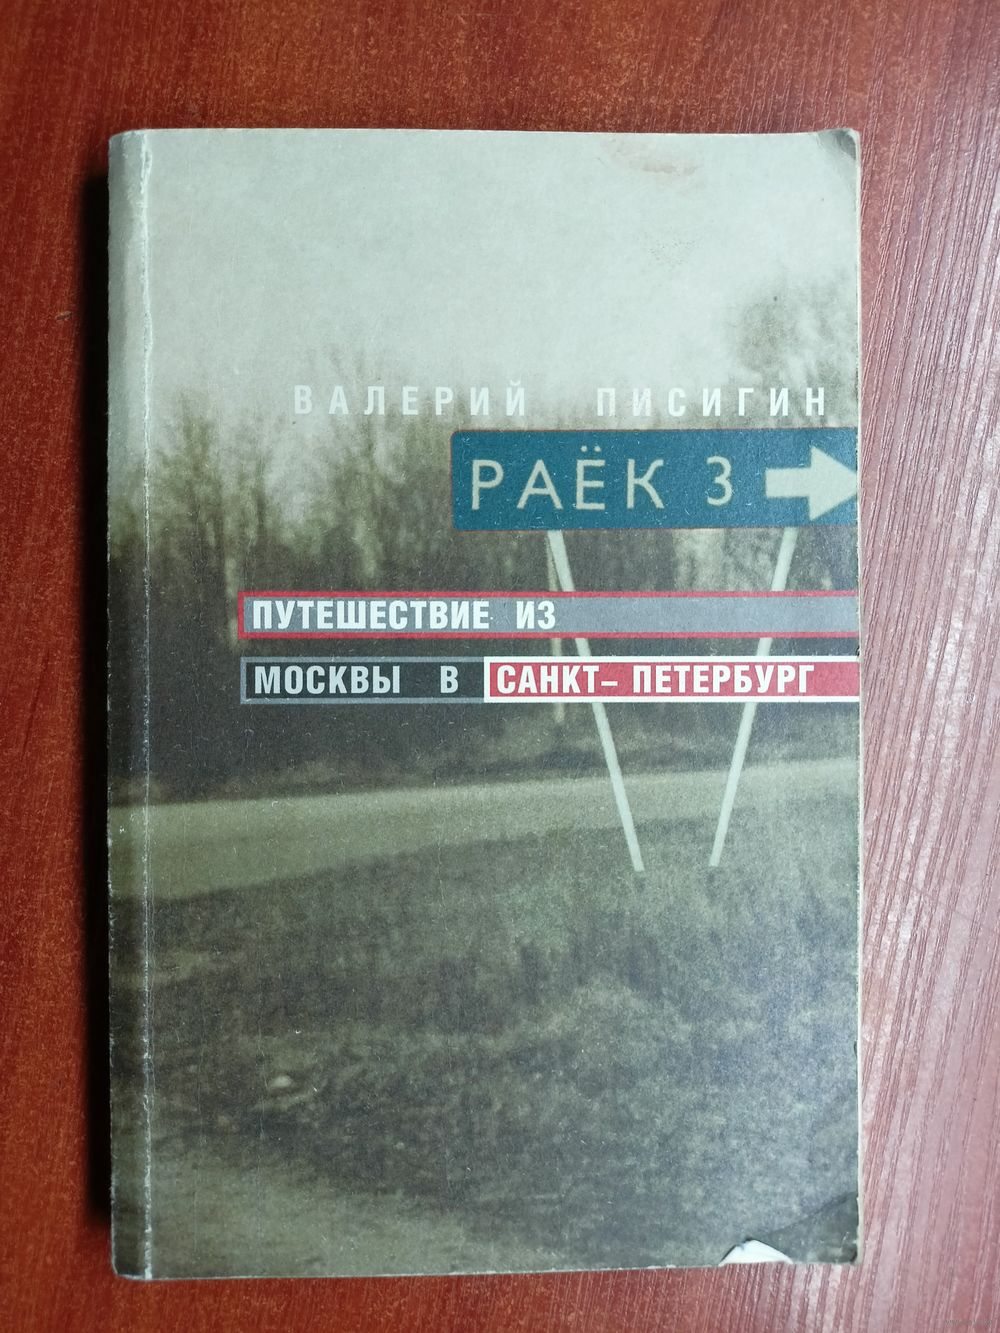 ВАЛЕРИЙ ПИСИГИН
РАЁК 3
ПУТЕШЕСТВИЕ ИЗ
МОСКВЫ В САНКТ-ПЕТЕРБУРГ